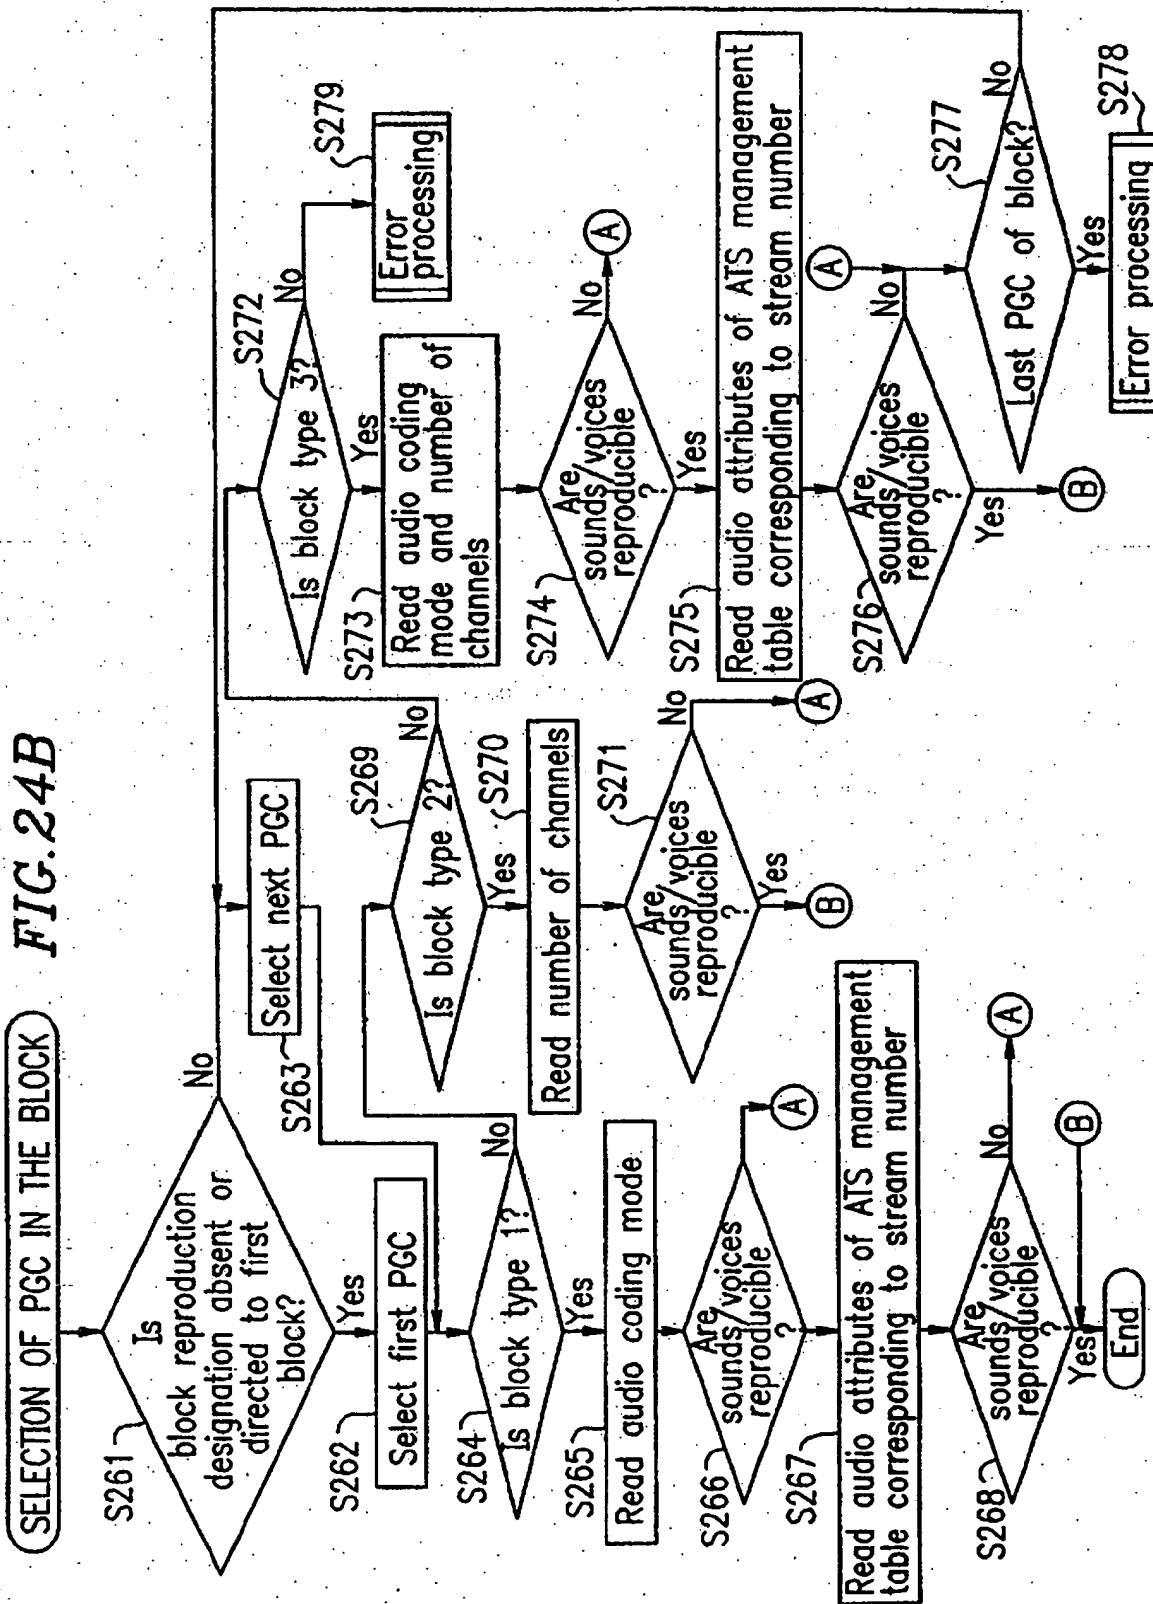 FIG.24B
SELECTION OF PGC IN THE BLOCK
S261
Is
block reproduction
designation absent or
directed to first
block?
No
Yes
S262
Select first PGC
S263
Select next PGC
S264
Is block type 1?
No
Yes
S265
Read audio coding mode
S266
Are
sounds/voices
reproducible
?
A
S267
Read audio attributes of ATS management
table corresponding to stream number
S268
Are
sounds/voices
reproducible
?
No
A
Yes
B
End
S269
Is block type 2?
No
Yes
S270
Read number of channels
S271
Are
sounds/voices
reproducible
?
No
A
Yes
B
S272
Is block type 3?
No
Yes
S279
Error
processing
S273
Read audio coding
mode and number of
channels
S274
Are
sounds/voices
reproducible
?
No
A
Yes
S275
Read audio attributes of ATS management
table corresponding to stream number
S276
Are
sounds/voices
reproducible
?
No
A
Yes
B
S277
Last PGC of block?
No
Yes
S278
Error processing